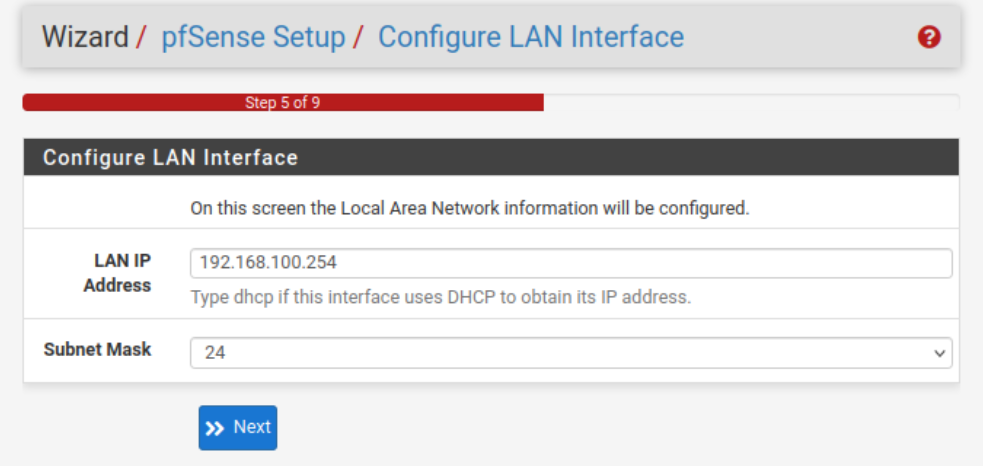 Wizard / pfSense Setup / Configure LAN Interface
Step 5 of 9
Configure LAN Interface
On this screen the Local Area Network information will be configured.
LAN IP Address
192.168.100.254
Type dhcp if this interface uses DHCP to obtain its IP address.
Subnet Mask
24
Next